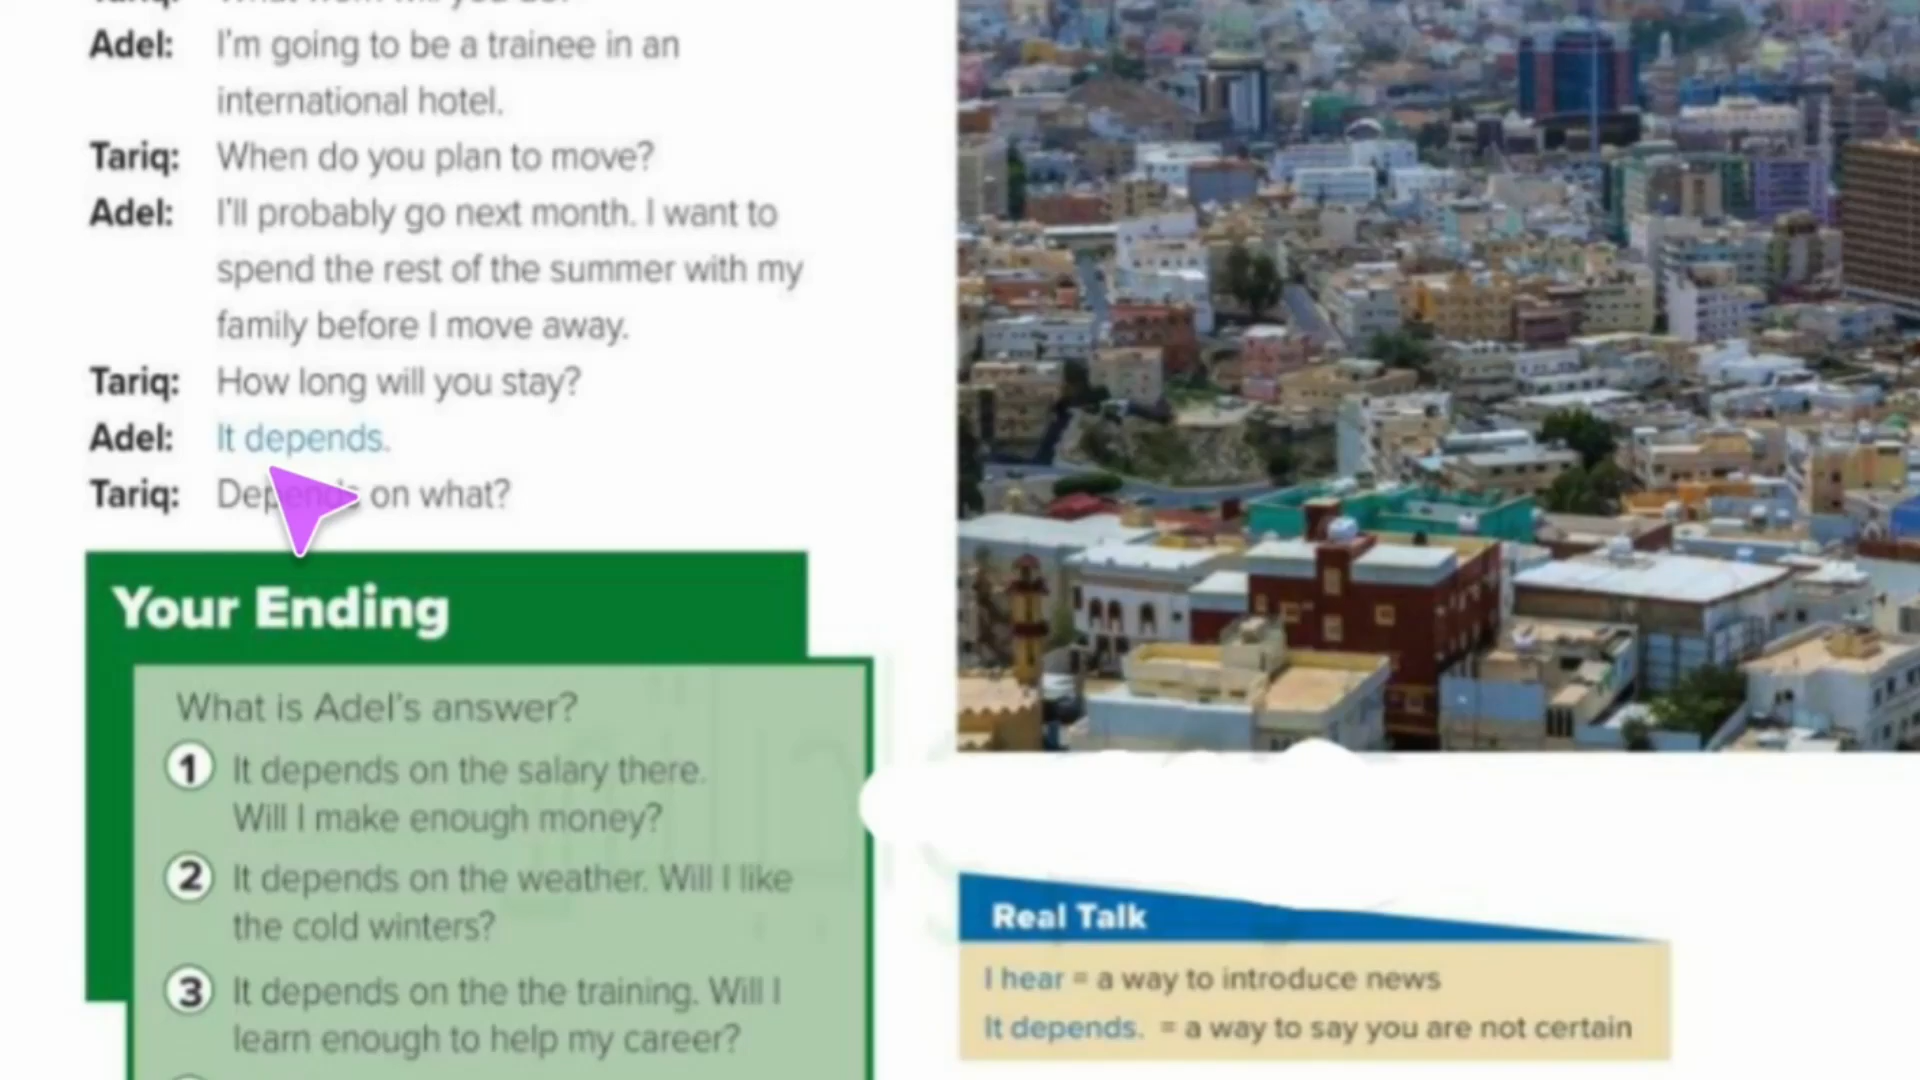 Tariq:
Adel: I'm going to be a trainee in an
international hotel.
Tariq: When do you plan to move?
Adel: I'll probably go next month. I want to
spend the rest of the summer with my
family before I move away.
Tariq: How long will you stay?
Adel: It depends.
Tariq: Depends on what?
Your Ending
What is Adel's answer?
1 It depends on the salary there.
Will I make enough money?
2 It depends on the weather. Will I like
the cold winters?
3 It depends on the the training. Will I
learn enough to help my career?
Real Talk
I hear = a way to introduce news
It depends. = a way to say you are not certain